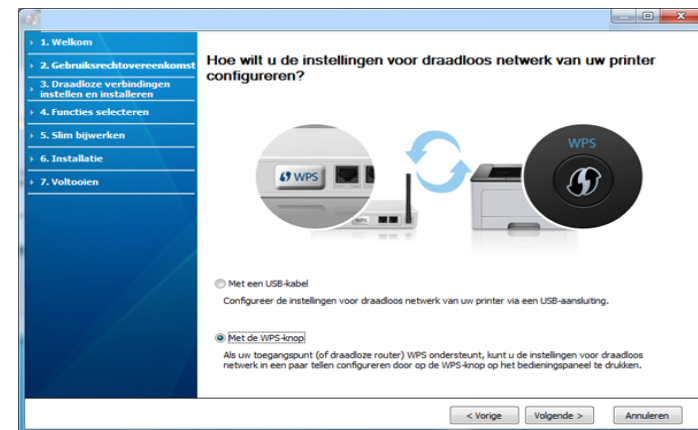 1. Welkom
2. Gebruiksrechtovereenkomst
3. Draadloze verbindingen
instellen en installeren
4. Functies selecteren
5. Slim bijwerken
6. Installatie
7. Voltooien
Hoe wilt u de instellingen voor draadloos netwerk van uw printer
configureren?
WPS
WPS
WPS
Met een USB-kabel
Configureer de instellingen voor draadloos netwerk van uw printer via een USB-aansluiting.
Met de WPS-knop
Als uw toegangspunt (of draadloze router) WPS ondersteunt, kunt u de instellingen voor draadloos
netwerk in een paar tellen configureren door op de WPS-knop op het bedieningspaneel te drukken.
< Vorige
Volgende >
Annuleren